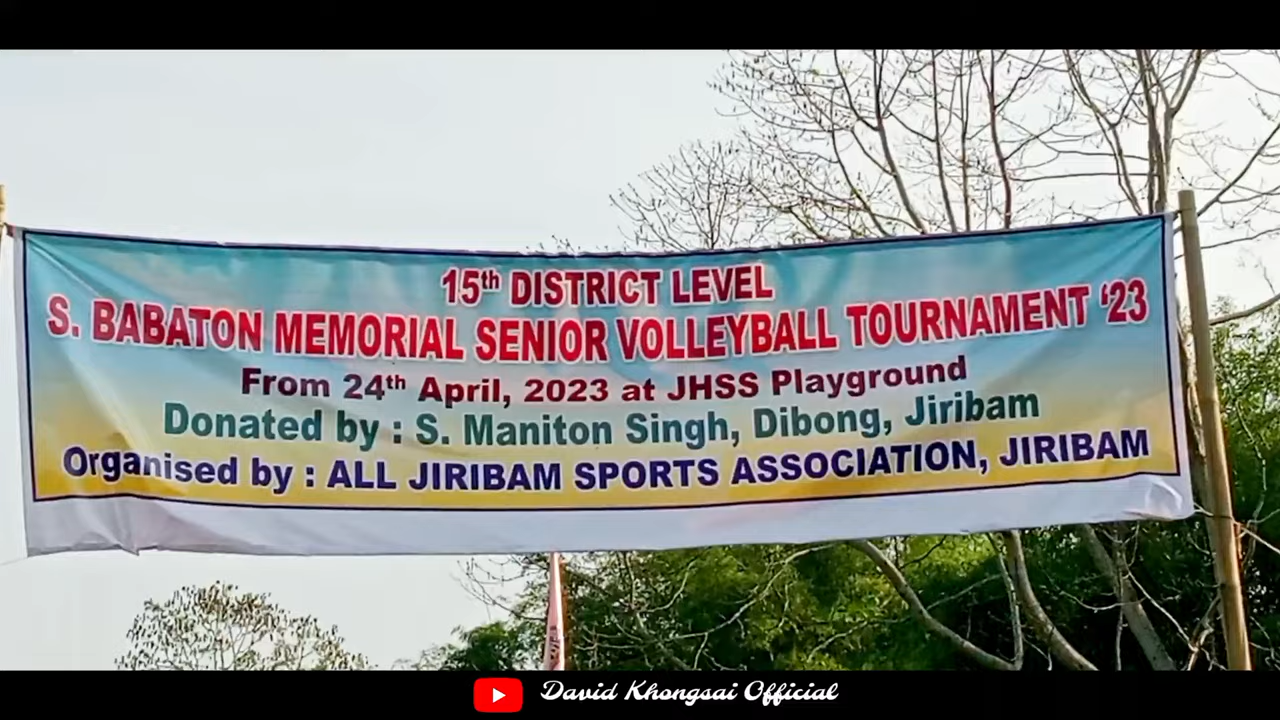 15th DISTRICT LEVEL
S. BABATON MEMORIAL SENIOR VOLLEYBALL TOURNAMENT ‘23
From 24th April, 2023 at JHSS Playground
Donated by : S. Maniton Singh, Dibong, Jiribam
Organised by : ALL JIRIBAM SPORTS ASSOCIATION, JIRIBAM
David Khongsai Official